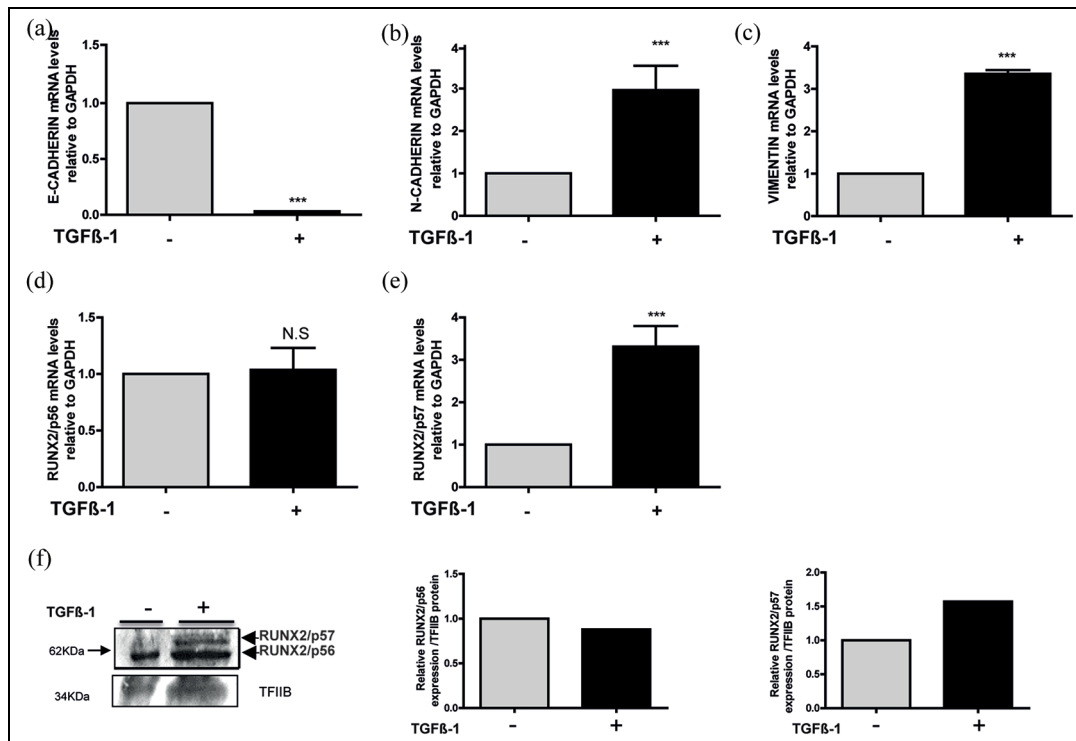 (a)
E-CADHERIN mRNA levels
relative to GAPDH
1.5
1.0
0.5
0.0
***
TGFß-1 - +
(b)
N-CADHERIN mRNA levels
relative to GAPDH
4
3
2
1
0
***
TGFß-1 - +
(c)
VIMENTIN mRNA levels
relative to GAPDH
4
3
2
1
0
***
TGFß-1 - +
(d)
RUNX2/p56 mRNA levels
relative to GAPDH
1.5
1.0
0.5
0.0
N.S
TGFß-1 - +
(e)
RUNX2/p57 mRNA levels
relative to GAPDH
4
3
2
1
0
***
TGFß-1 - +
(f)
TGFß-1 - +
RUNX2/p57
62KDa RUNX2/p56
34KDa TFIIB
Relative RUNX2/p56
expression /TFIIB protein
1.5
1.0
0.5
0.0
TGFß-1 - +
Relative RUNX2/p57
expression /TFIIB protein
2.0
1.5
1.0
0.5
0.0
TGFß-1 - +